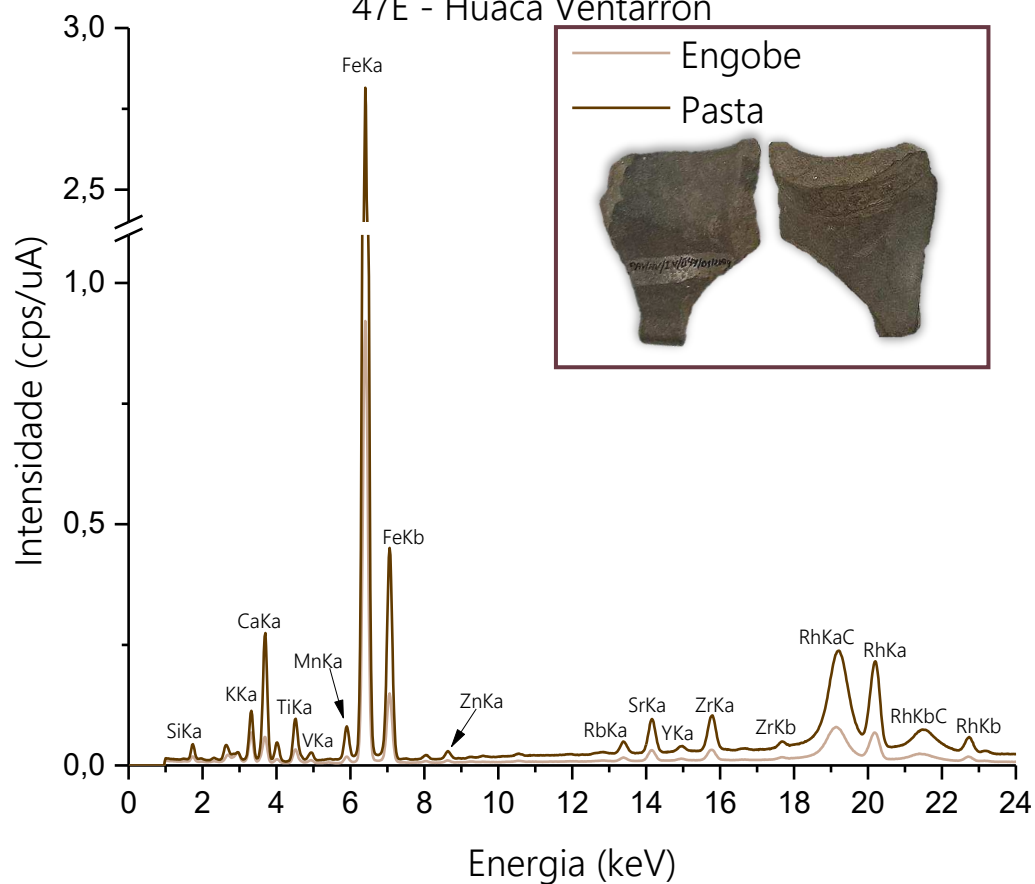 47E - Huaca Ventarrón
3,0
2,5
1,0
0,5
0,0
Intensidade (cps/uA)
0
2
4
6
8
10
12
14
16
18
20
22
24
Energia (keV)
Engobe
Pasta
SiKa
KKa
CaKa
TiKa
VKa
MnKa
FeKa
FeKb
ZnKa
RbKa
SrKa
YKa
ZrKa
ZrKb
RhKaC
RhKa
RhKbC
RhKb